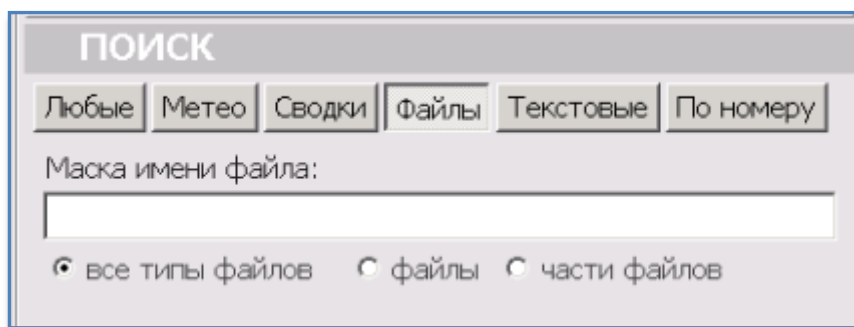 ПОИСК
Любые Метео Сводки Файлы Текстовые По номеру
Маска имени файла:
все типы файлов файлы части файлов